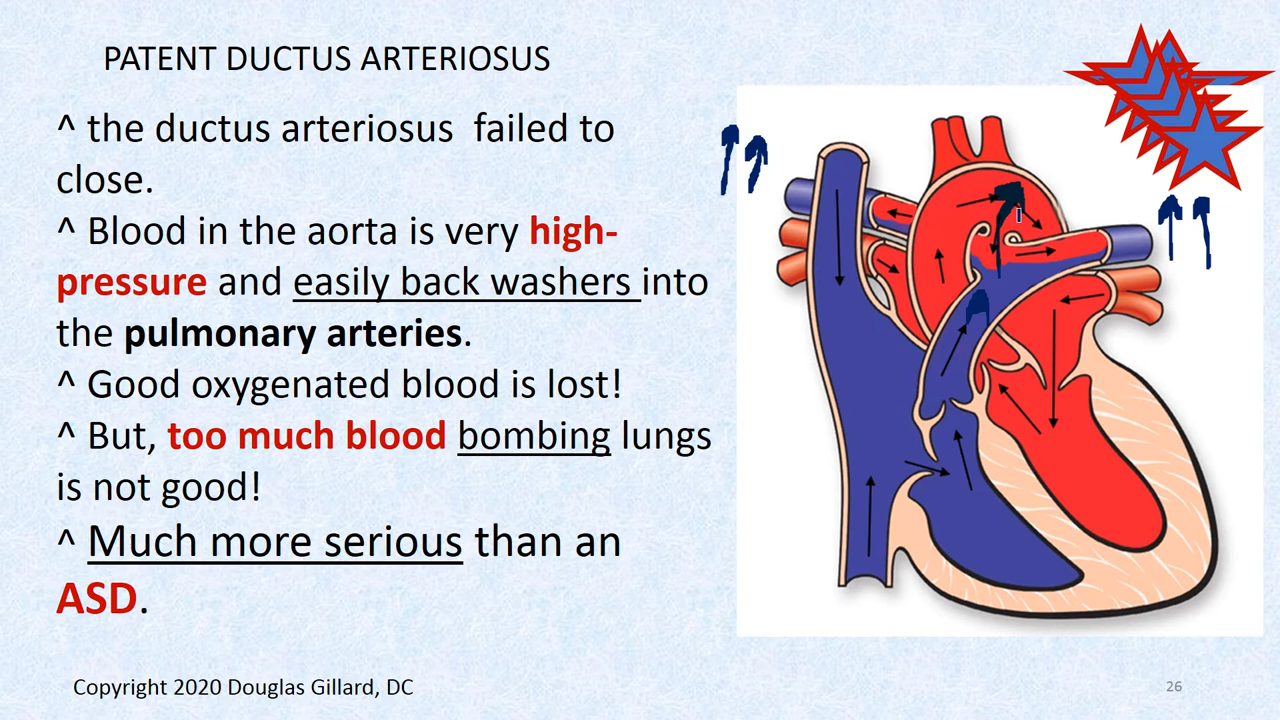 PATENT DUCTUS ARTERIOSUS
^ the ductus arteriosus failed to
close.
^ Blood in the aorta is very high-
pressure and easily back washers into
the pulmonary arteries.
^ Good oxygenated blood is lost!
^ But, too much blood bombing lungs
is not good!
^ Much more serious than an
ASD.
Copyright 2020 Douglas Gillard, DC
26